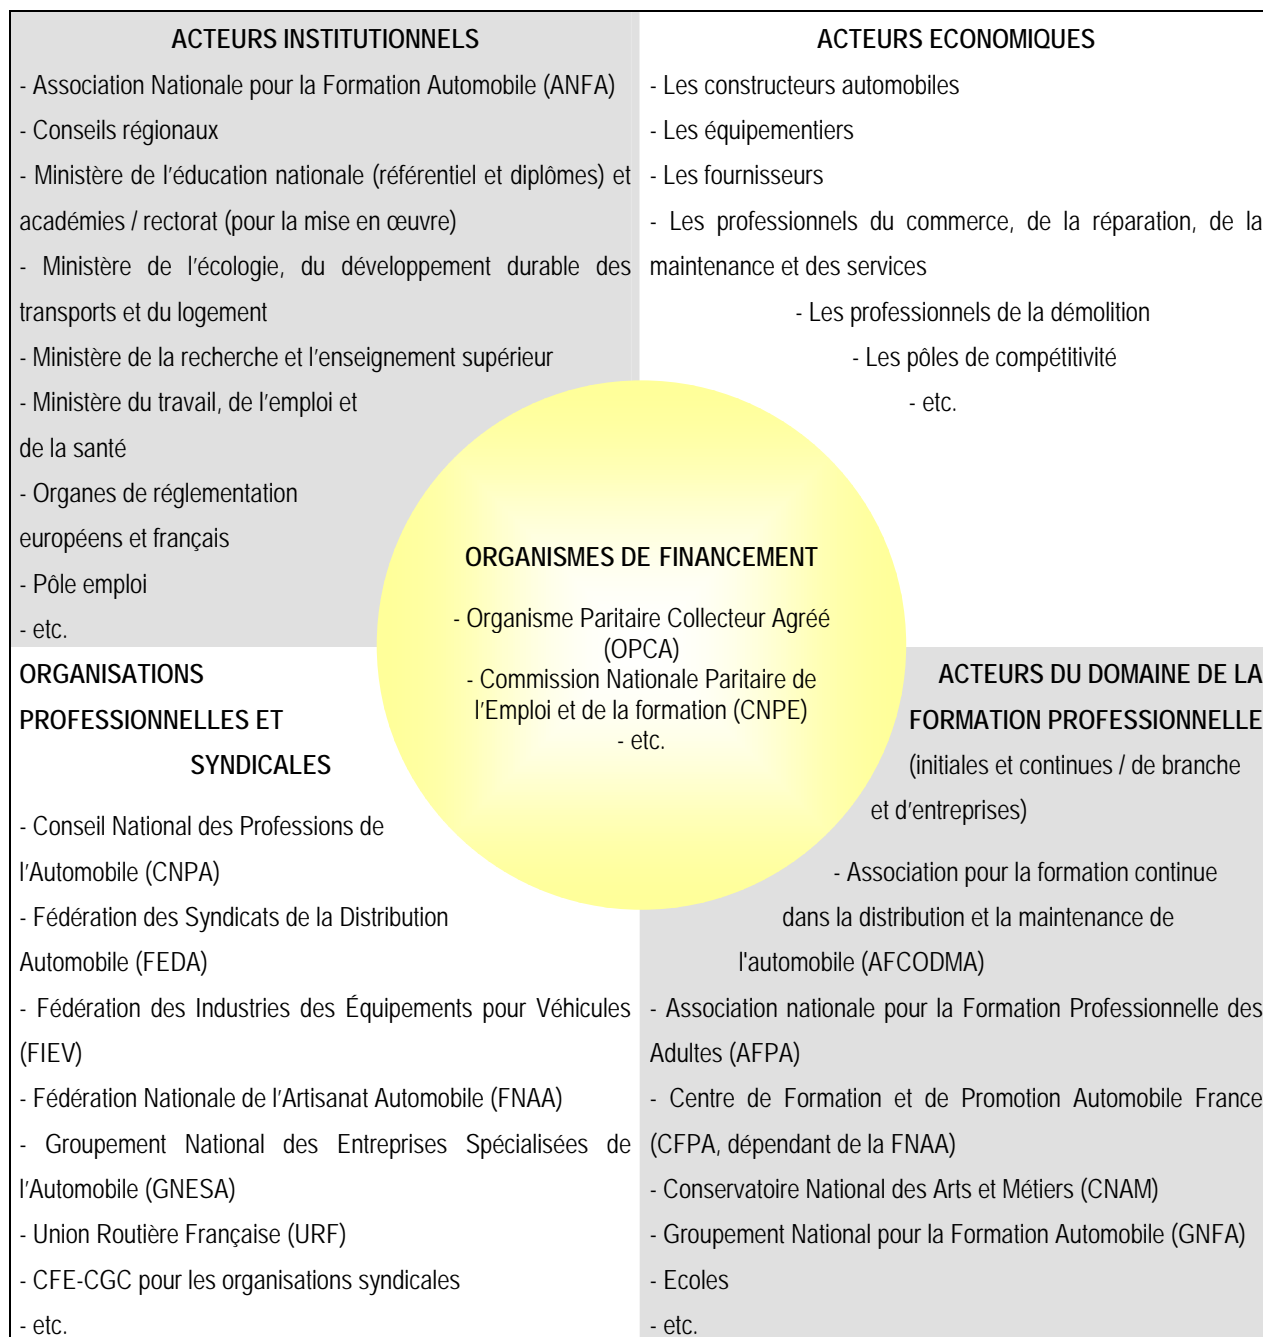 ACTEURS INSTITUTIONNELS
- Association Nationale pour la Formation Automobile (ANFA)
- Conseils régionaux
- Ministère de l’éducation nationale (référentiel et diplômes) et
académies / rectorat (pour la mise en œuvre)
- Ministère de l’écologie, du développement durable des
transports et du logement
- Ministère de la recherche et l’enseignement supérieur
- Ministère du travail, de l’emploi et
de la santé
- Organes de réglementation
européens et français
- Pôle emploi
- etc.
ACTEURS ECONOMIQUES
- Les constructeurs automobiles
- Les équipementiers
- Les fournisseurs
- Les professionnels du commerce, de la réparation, de la
maintenance et des services
- Les professionnels de la démolition
- Les pôles de compétitivité
- etc.
ORGANISMES DE FINANCEMENT
- Organisme Paritaire Collecteur Agréé
(OPCA)
- Commission Nationale Paritaire de
l’Emploi et de la formation (CNPE)
- etc.
ORGANISATIONS
PROFESSIONNELLES ET
SYNDICALES
- Conseil National des Professions de
l’Automobile (CNPA)
- Fédération des Syndicats de la Distribution
Automobile (FEDA)
- Fédération des Industries des Équipements pour Véhicules
(FIEV)
- Fédération Nationale de l’Artisanat Automobile (FNAA)
- Groupement National des Entreprises Spécialisées de
l’Automobile (GNESA)
- Union Routière Française (URF)
- CFE-CGC pour les organisations syndicales
- etc.
ACTEURS DU DOMAINE DE LA
FORMATION PROFESSIONNELLE
(initiales et continues / de branche
et d’entreprises)
- Association pour la formation continue
dans la distribution et la maintenance de
l'automobile (AFCODMA)
- Association nationale pour la Formation Professionnelle des
Adultes (AFPA)
- Centre de Formation et de Promotion Automobile France
(CFPA, dépendant de la FNAA)
- Conservatoire National des Arts et Métiers (CNAM)
- Groupement National pour la Formation Automobile (GNFA)
- Ecoles
- etc.